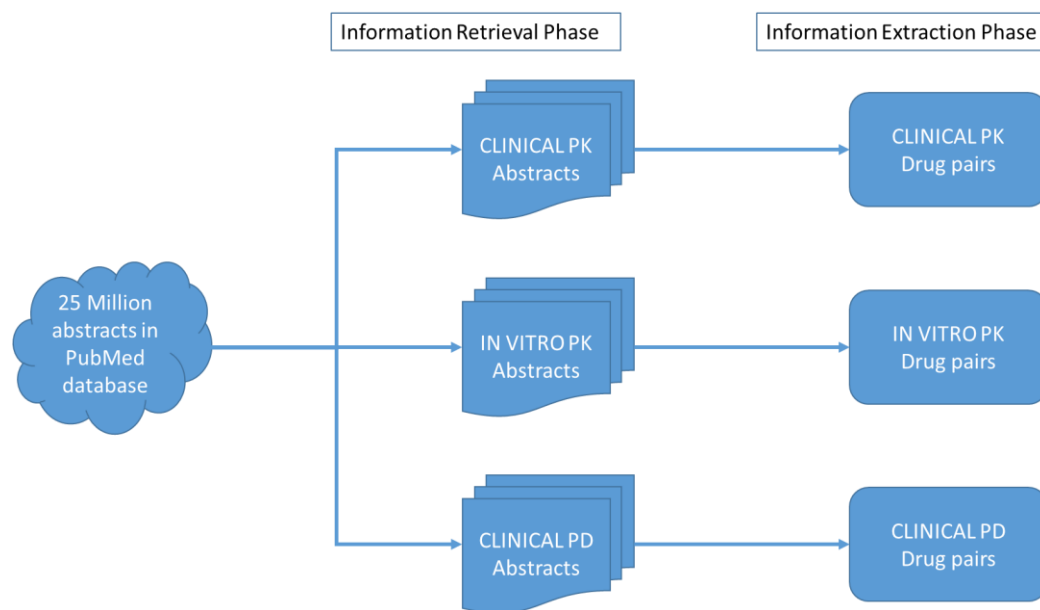 Information Retrieval Phase
Information Extraction Phase
CLINICAL PK
Abstracts
CLINICAL PK
Drug pairs
25 Million
abstracts in
PubMed
database
IN VITRO PK
Abstracts
IN VITRO PK
Drug pairs
CLINICAL PD
Abstracts
CLINICAL PD
Drug pairs